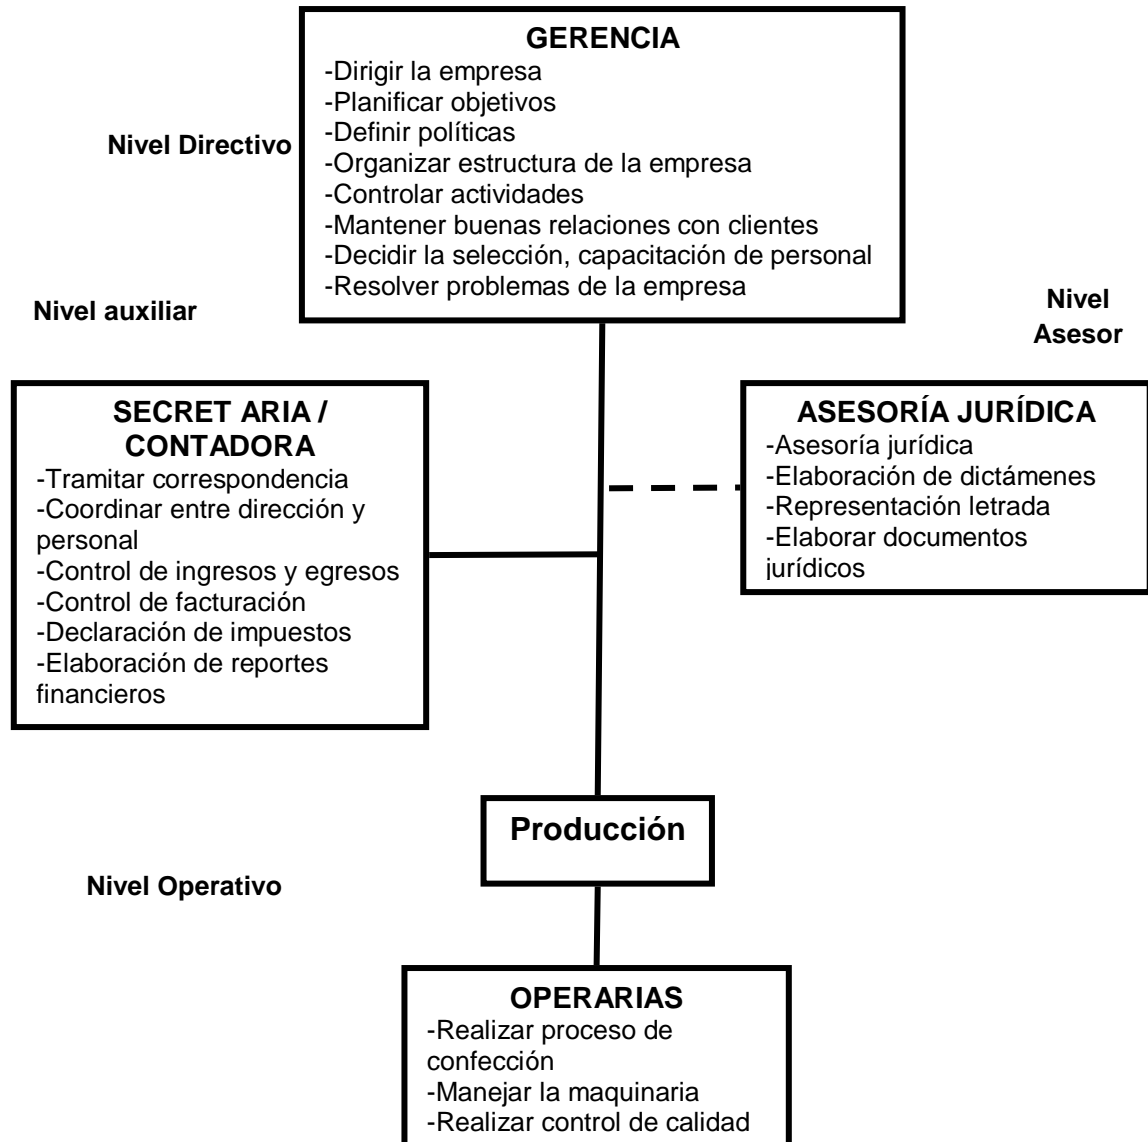 GERENCIA
-Dirigir la empresa
-Planificar objetivos
-Definir políticas
-Organizar estructura de la empresa
-Controlar actividades
-Mantener buenas relaciones con clientes
-Decidir la selección, capacitación de personal
-Resolver problemas de la empresa
Nivel Directivo
Nivel auxiliar
Nivel
Asesor
SECRET ARIA /
CONTADORA
-Tramitar correspondencia
-Coordinar entre dirección y
personal
-Control de ingresos y egresos
-Control de facturación
-Declaración de impuestos
-Elaboración de reportes
financieros
ASESORÍA JURÍDICA
-Asesoría jurídica
-Elaboración de dictámenes
-Representación letrada
-Elaborar documentos
jurídicos
Producción
Nivel Operativo
OPERARIAS
-Realizar proceso de
confección
-Manejar la maquinaria
-Realizar control de calidad